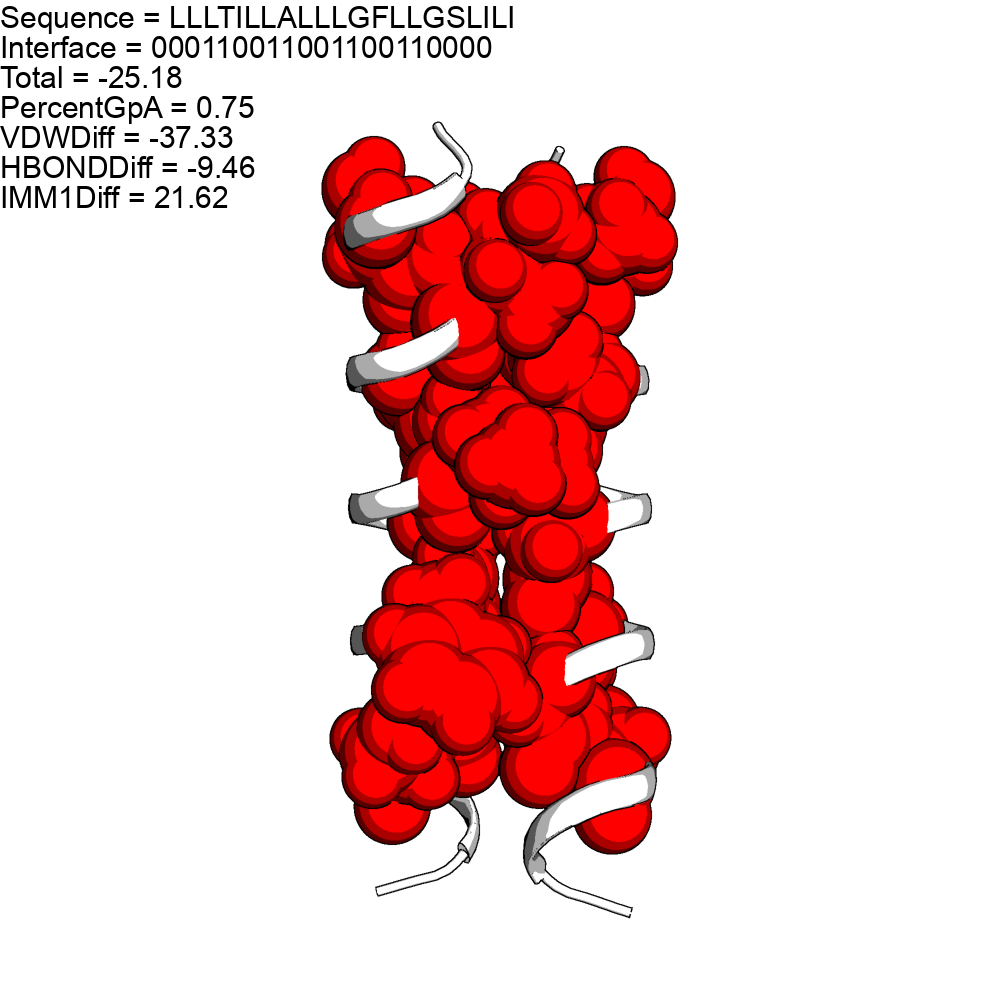 Sequence = LLLTILLALLLGFLLGSLILI
Interface = 000110011001100110000
Total = -25.18
PercentGpA = 0.75
VDWDiff = -37.33
HBONDDiff = -9.46
IMM1Diff = 21.62